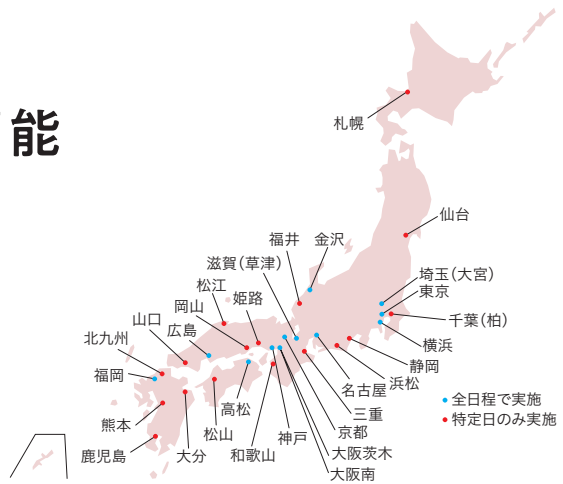 能
札幌
仙台
福井
金沢
滋賀(草津)
埼玉(大宮)
東京
松江
姫路
岡山
千葉(柏)
山口
広島
横浜
北九州
静岡
福岡
浜松
名古屋
高松
三重
全日程で実施
特定日のみ実施
熊本
松山
神戸
京都
鹿児島
大分
和歌山
大阪茨木
大阪南